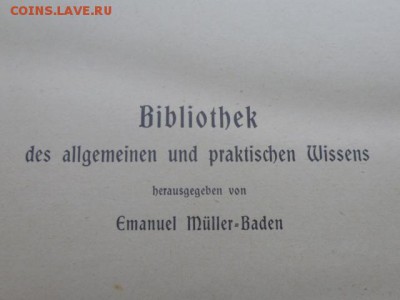 COINS.LAVE.RU
Bibliothek
des allgemeinen und praktischen Wissens
herausgegeben von
Emanuel Müller-Baden